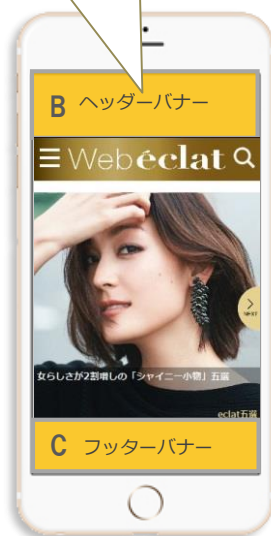 B ヘッダーバナー
Webéclat
NEXT
女らしさが2割増しの「シャイニー小物」五選
eclat五選
C フッターバナー